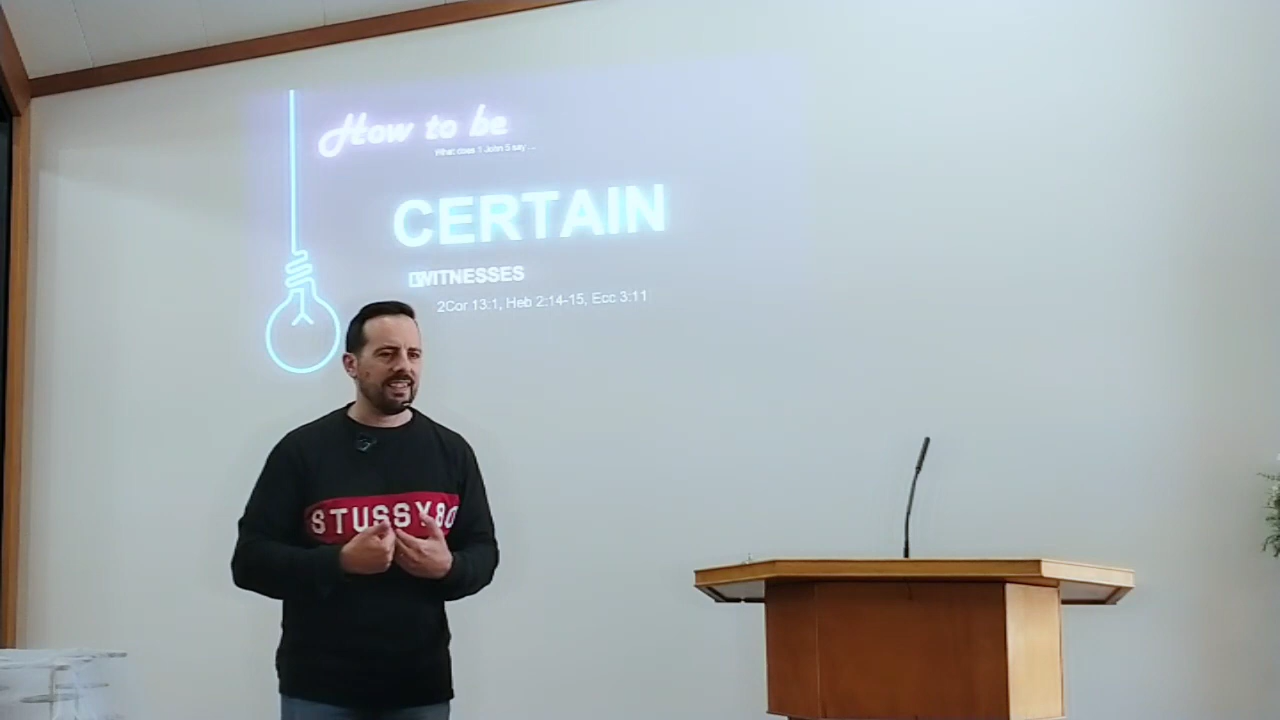 How to be
What does 1 John 5 say ...
CERTAIN
WITNESSES
2Cor 13:1, Heb 2:14-15, Ecc 3:11
STUSSY80